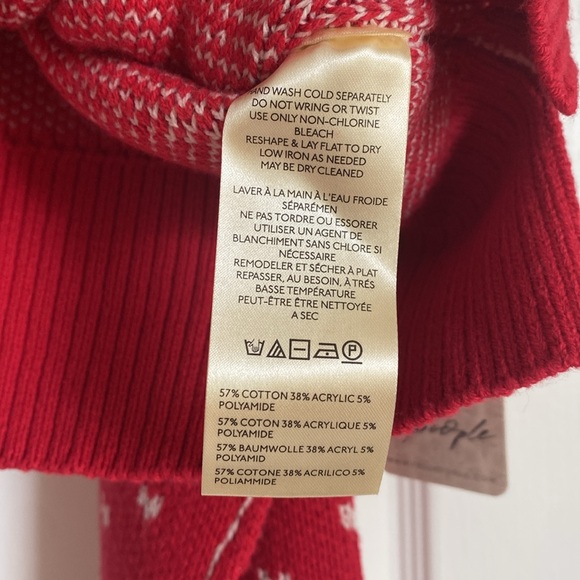 AND WASH COLD SEPARATELY
DO NOT WRING OR TWIST
USE ONLY NON-CHLORINE
BLEACH
RESHAPE & LAY FLAT TO DRY
LOW IRON AS NEEDED
MAY BE DRY CLEANED
LAVER À LA MAIN À L'EAU FROIDE
SÉPARÉMEN
NE PAS TORDRE OU ESSORER
UTILISER UN AGENT DE
BLANCHIMENT SANS CHLORE SI
NÉCESSAIRE
REMODELER ET SÉCHER À PLAT
REPASSER, AU BESOIN, À TRÉS
BASSE TEMPÉRATURE
PEUT-ÊTRE ÊTRE NETTOYÉE
A SEC
P
57% COTTON 38% ACRYLIC 5%
POLYAMIDE
57% COTON 38% ACRYLIQUE 5%
POLYAMIDE
57% BAUMWOLLE 38% ACRYL 5%
POLYAMID
57% COTONE 38% ACRILICO 5%
POLIAMMIDE